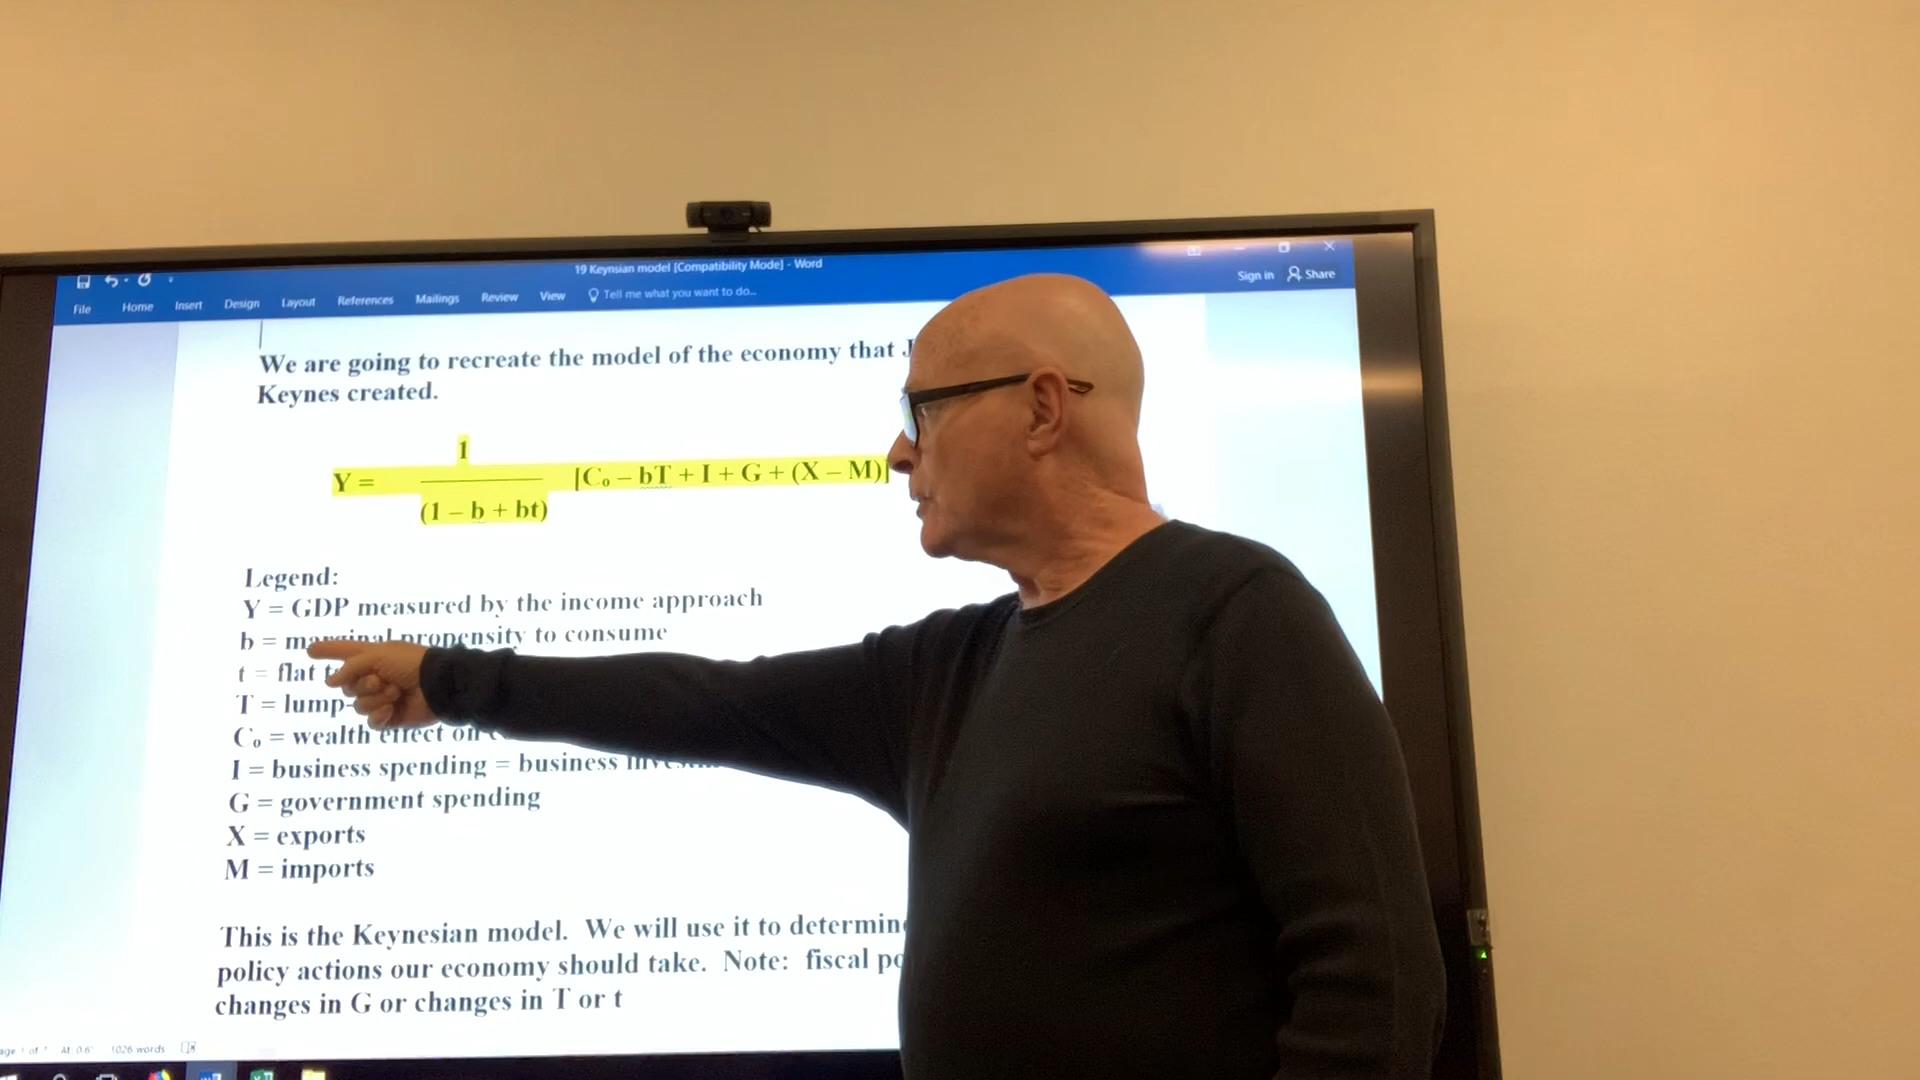 19 Keynsian model [Compatibility Mode] - Word
Sign in Share
File Home Insert Design Layout References Mailings Review View Tell me what you want to do...
We are going to recreate the model of the economy that J
Keynes created.
1
Y = [Co – bT + I + G + (X – M)]
(1 – b + bt)
Legend:
Y = GDP measured by the income approach
b = marginal propensity to consume
t = flat
T = lump-
Co = wealth effect on
I = business spending = business
G = government spending
X = exports
M = imports
This is the Keynesian model. We will use it to determine
policy actions our economy should take. Note: fiscal po
changes in G or changes in T or t
1026 words